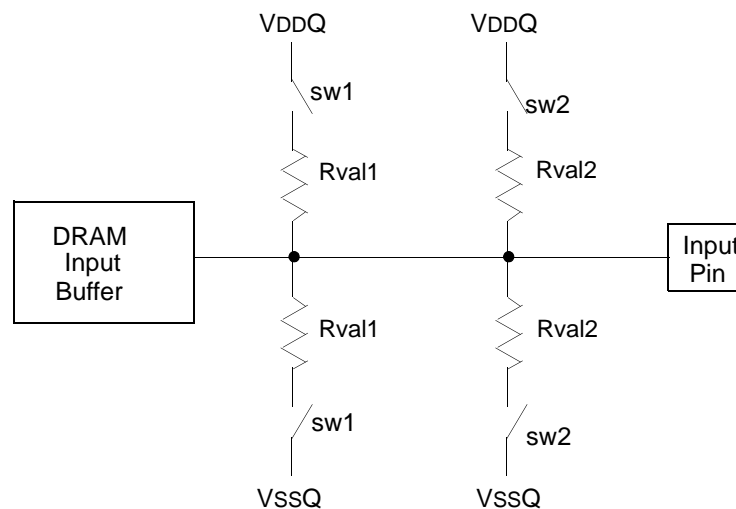 VDDQ VDDQ
sw1 sw2
Rval1 Rval2
DRAM
Input
Buffer
Input
Pin
Rval1 Rval2
sw1 sw2
VSSQ VSSQ